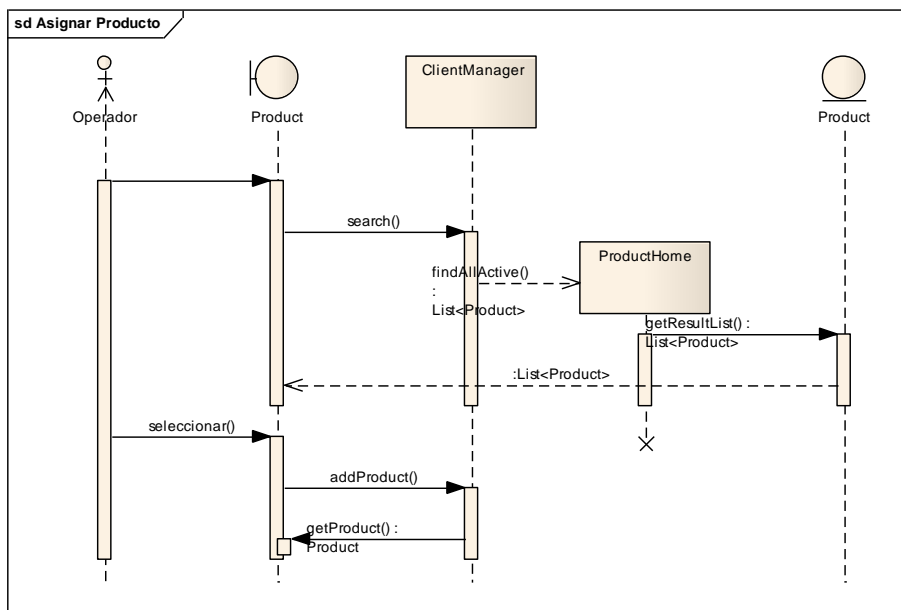 sd Asignar Producto
Operador
Product
ClientManager
Product
search()
ProductHome
findAllActive()
:
List<Product>
getResultList() :
List<Product>
:List<Product>
seleccionar()
addProduct()
getProduct() :
Product